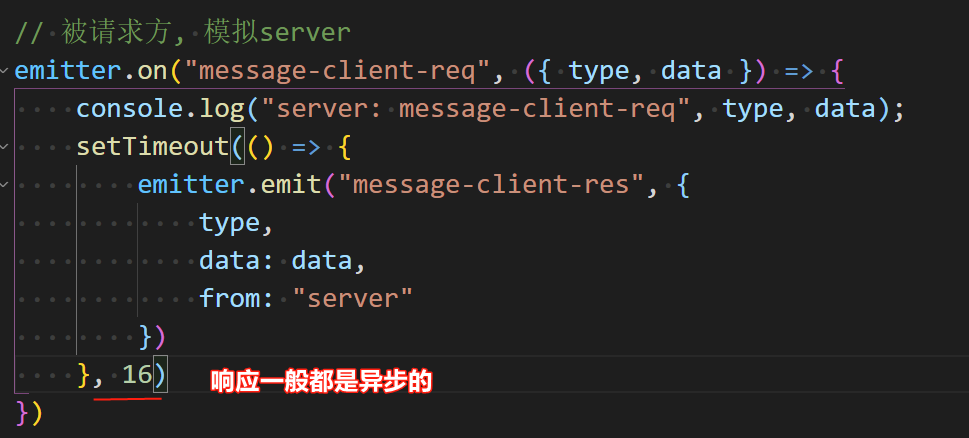 // 被请求方, 模拟server
emitter.on("message-client-req", ({ type, data }) => {
    console.log("server: message-client-req", type, data);
    setTimeout(() => {
        emitter.emit("message-client-res", {
            type,
            data: data,
            from: "server"
        })
    }, 16) 响应一般都是异步的
})